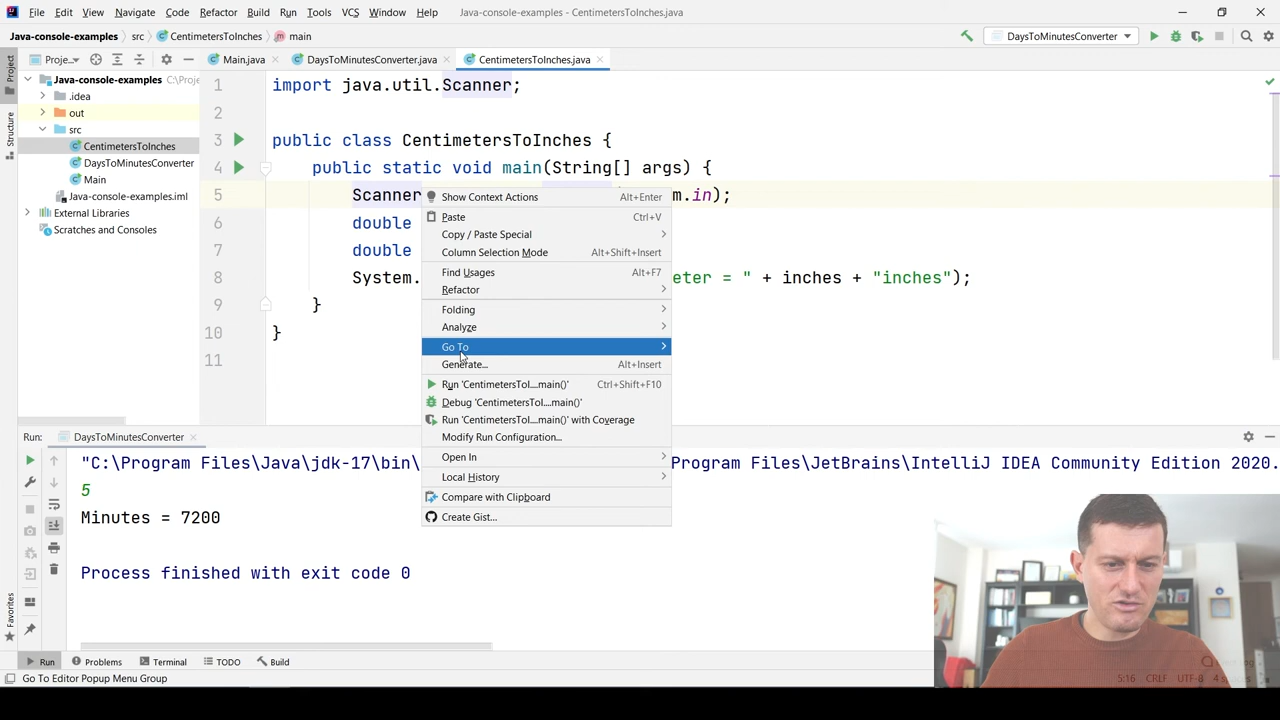 File Edit View Navigate Code Refactor Build Run Tools VCS Window Help Java-console-examples - CentimetersToInches.java
Java-console-examples src CentimetersToInches main DaysToMinutesConverter
Project
Structure
Favorites
Proje...
Main.java DaysToMinutesConverter.java CentimetersToInches.java
Java-console-examples C:\Proje
.idea
out
src
CentimetersToInches
DaysToMinutesConverter
Main
Java-console-examples.iml
External Libraries
Scratches and Consoles
1 import java.util.Scanner;
2
3 public class CentimetersToInches {
4 public static void main(String[] args) {
5 Scanner m.in);
6 double
7 double
8 System. eter = " + inches + "inches");
9 }
10 }
11
Show Context Actions Alt+Enter
Paste Ctrl+V
Copy / Paste Special
Column Selection Mode Alt+Shift+Insert
Find Usages Alt+F7
Refactor
Folding
Analyze
Go To
Generate... Alt+Insert
Run 'CentimetersToI....main()' Ctrl+Shift+F10
Debug 'CentimetersToI....main()'
Run 'CentimetersToI....main()' with Coverage
Modify Run Configuration...
Open In
Local History
Compare with Clipboard
Create Gist...
Run: DaysToMinutesConverter
"C:\Program Files\Java\jdk-17\bin\ Program Files\JetBrains\IntelliJ IDEA Community Edition 2020.
5
Minutes = 7200
Process finished with exit code 0
Run Problems Terminal TODO Build
Go To Editor Popup Menu Group 5:16 CRLF UTF-8